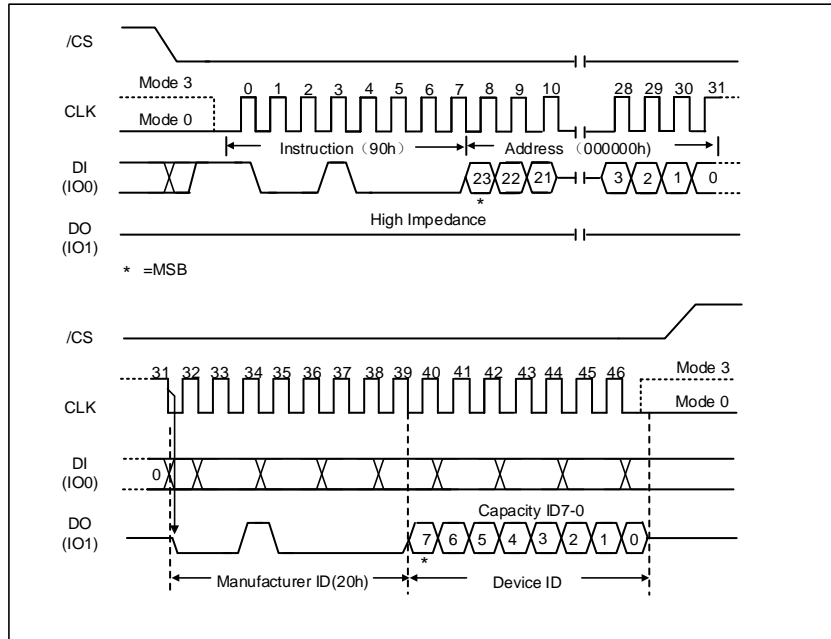 /CS
Mode 3
0 1 2 3 4 5 6 7 8 9 10 28 29 30 31
CLK
Mode 0
Instruction（90h） Address （000000h）
DI
(IO0)
23 22 21 3 2 1 0
*
High Impedance
DO
(IO1)
* =MSB
/CS
31 32 33 34 35 36 37 38 39 40 41 42 43 44 45 46
Mode 3
CLK
Mode 0
DI
(IO0)
0
Capacity ID7-0
DO
(IO1)
7 6 5 4 3 2 1 0
*
Manufacturer ID(20h) Device ID